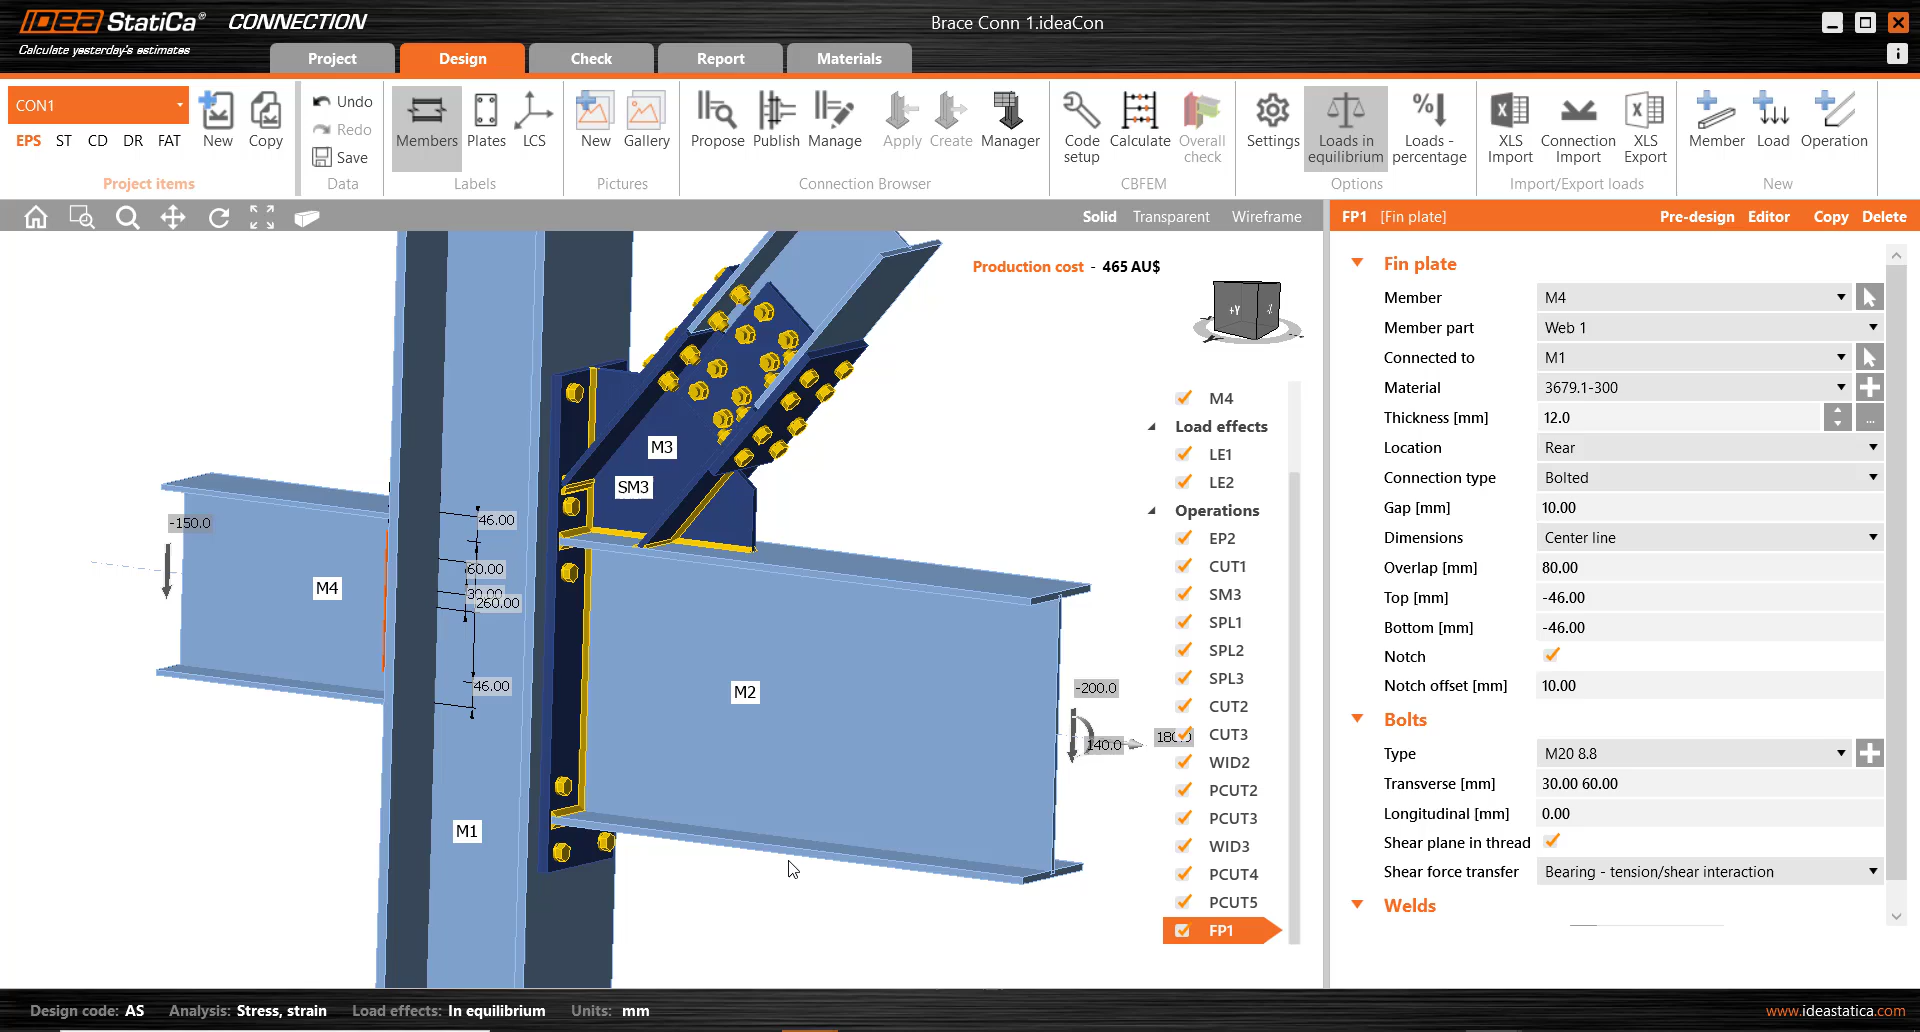 IDEA StatiCa® CONNECTION
Calculate yesterday's estimates
Brace Conn 1.ideaCon
i
Project
Design
Check
Report
Materials
CON1
EPS ST CD DR FAT
New
Copy
Project items
Undo
Redo
Save
Data
Members
Plates
LCS
Labels
New
Gallery
Pictures
Propose
Publish
Manage
Apply
Create
Manager
Connection Browser
Code
setup
Calculate
Overall
check
CBFEM
Settings
Loads in
equilibrium
Loads -
percentage
Options
XLS
Import
Connection
Import
XLS
Export
Import/Export loads
Member
Load
Operation
New
Solid Transparent Wireframe
Production cost - 465 AU$
+Y
M3
SM3
M4
M2
M1
-150.0
46.00
60.00
30.00
260.00
46.00
-200.0
140.0
180.0
M4
Load effects
LE1
LE2
Operations
EP2
CUT1
SM3
SPL1
SPL2
SPL3
CUT2
CUT3
WID2
PCUT2
PCUT3
WID3
PCUT4
PCUT5
FP1
FP1 [Fin plate] Pre-design Editor Copy Delete
Fin plate
Member M4
Member part Web 1
Connected to M1
Material 3679.1-300
Thickness [mm] 12.0 ...
Location Rear
Connection type Bolted
Gap [mm] 10.00
Dimensions Center line
Overlap [mm] 80.00
Top [mm] -46.00
Bottom [mm] -46.00
Notch
Notch offset [mm] 10.00
Bolts
Type M20 8.8
Transverse [mm] 30.00 60.00
Longitudinal [mm] 0.00
Shear plane in thread
Shear force transfer Bearing - tension/shear interaction
Welds
Design code: AS Analysis: Stress, strain Load effects: In equilibrium Units: mm
www.ideastatica.com